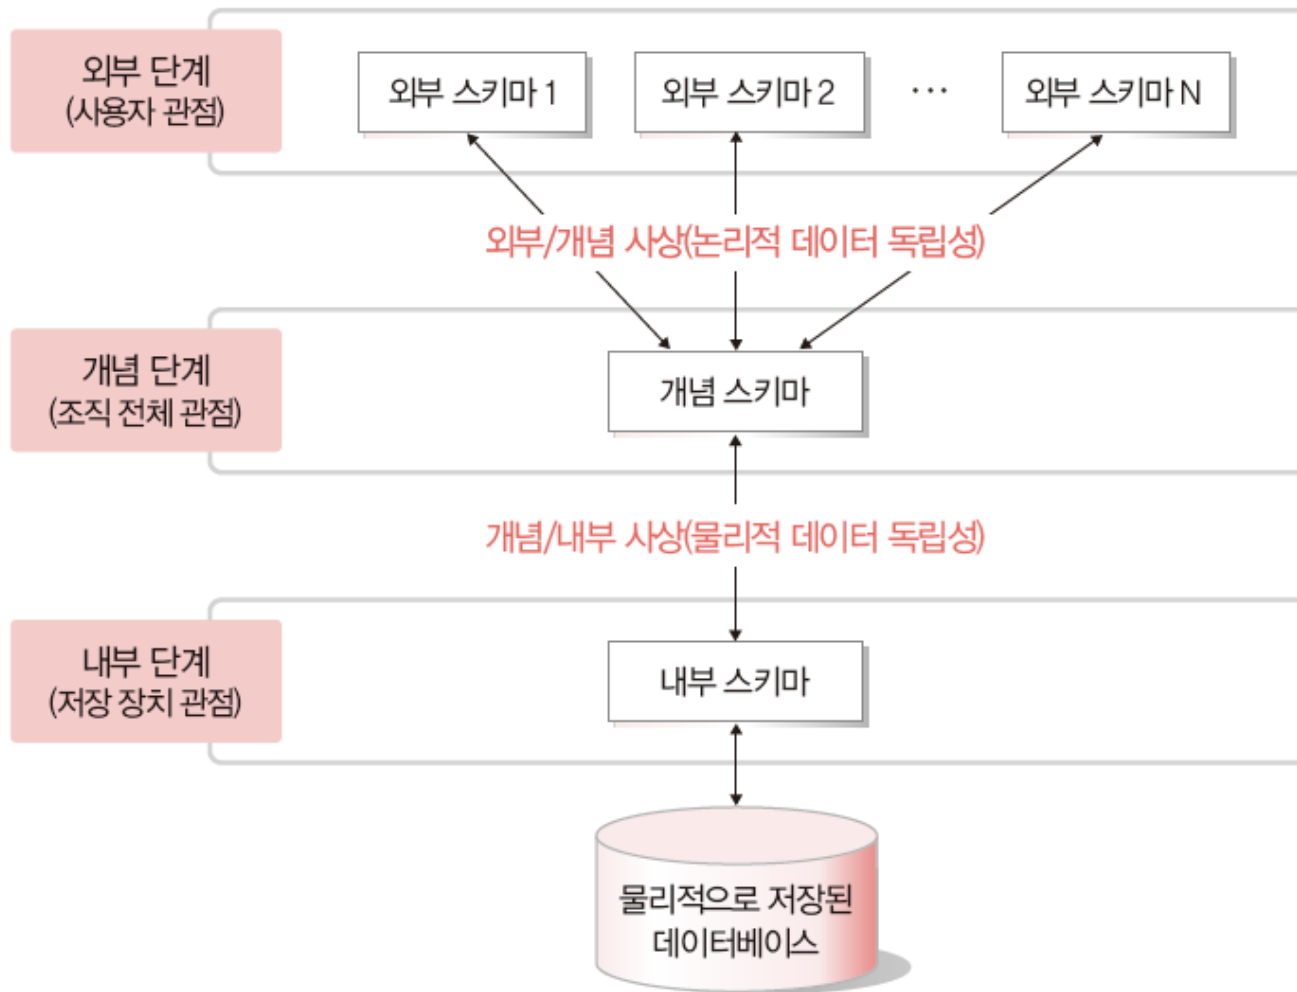 외부 단계
(사용자 관점)
외부 스키마 1
외부 스키마 2
···
외부 스키마 N
외부/개념 사상(논리적 데이터 독립성)
개념 단계
(조직 전체 관점)
개념 스키마
개념/내부 사상(물리적 데이터 독립성)
내부 단계
(저장 장치 관점)
내부 스키마
물리적으로 저장된
데이터베이스